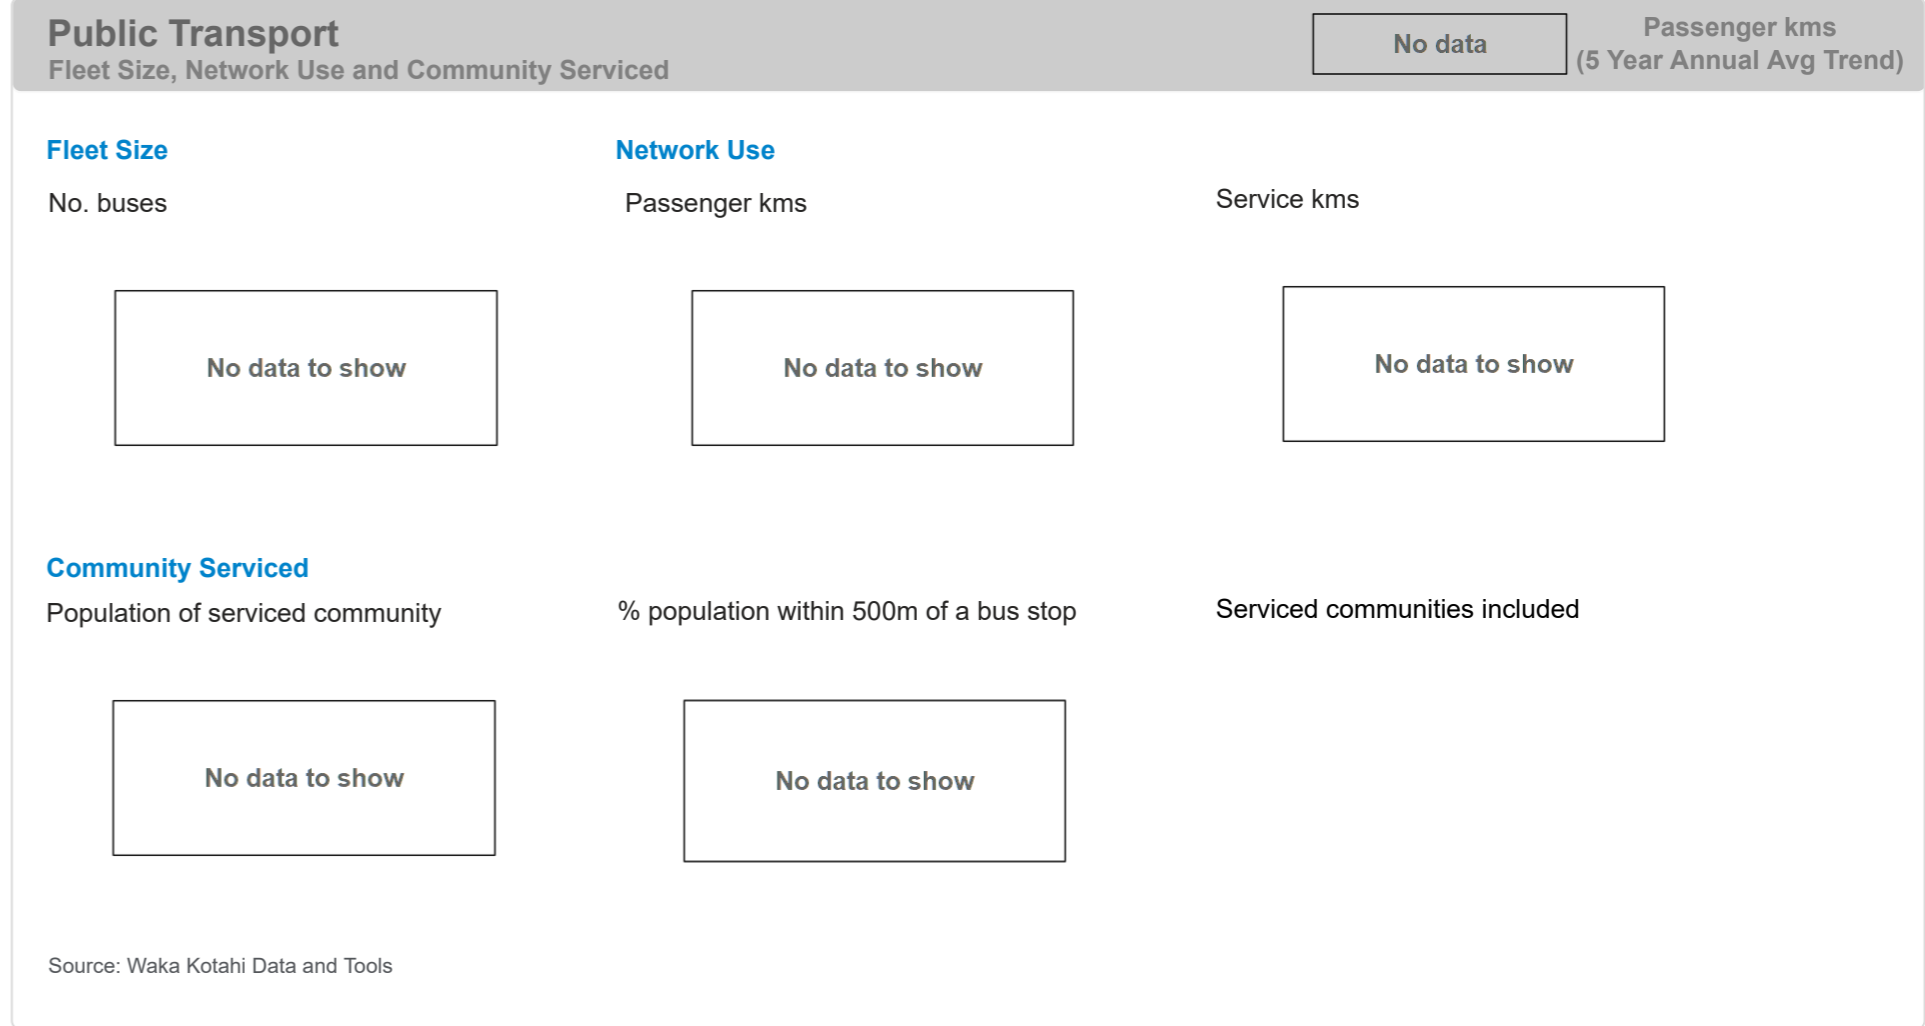 Public Transport
Fleet Size, Network Use and Community Serviced
No data
Passenger kms
(5 Year Annual Avg Trend)
Fleet Size
Network Use
No. buses
Passenger kms
Service kms
No data to show
No data to show
No data to show
Community Serviced
Population of serviced community
% population within 500m of a bus stop
Serviced communities included
No data to show
No data to show
Source: Waka Kotahi Data and Tools